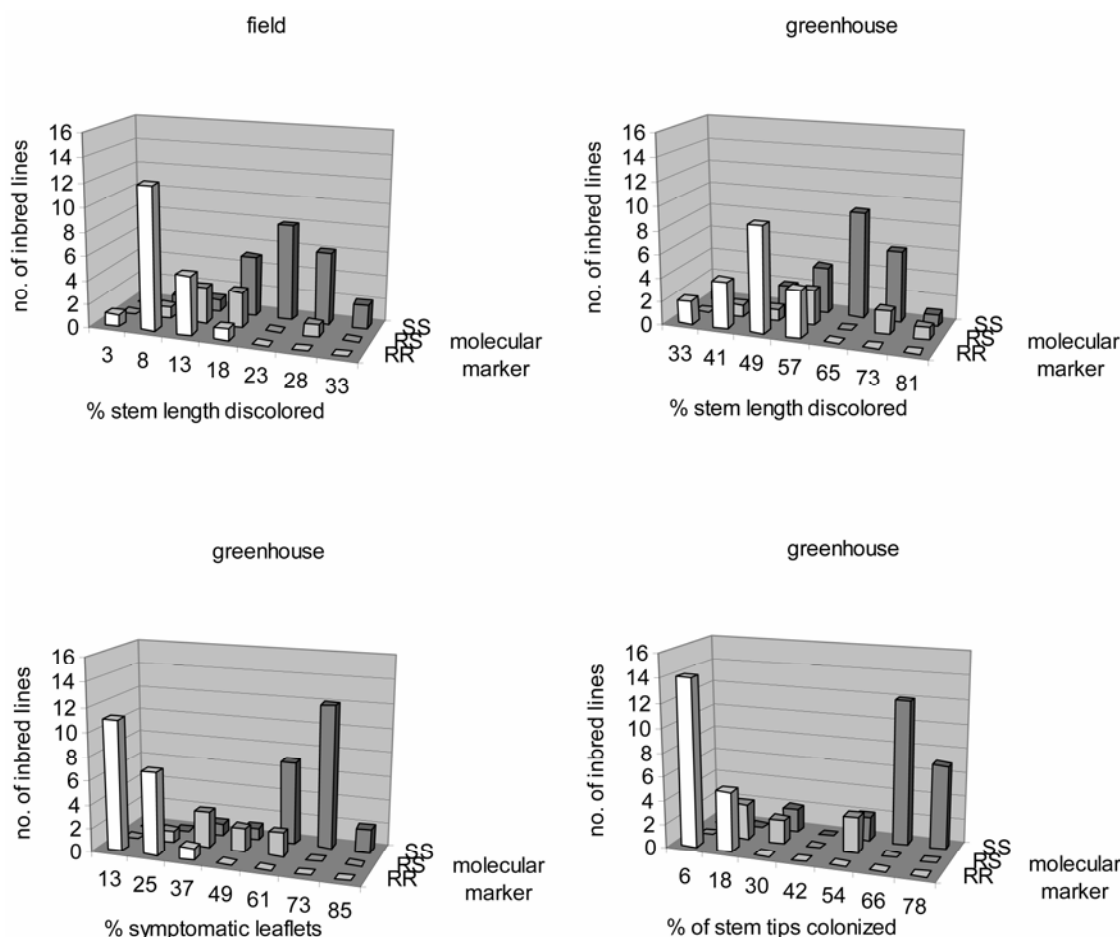 field
16
14
12
10
8
6
4
2
0
no. of inbred lines
3 8 13 18 23 28 33
% stem length discolored
SS
RS
RR
molecular
marker
greenhouse
16
14
12
10
8
6
4
2
0
no. of inbred lines
33 41 49 57 65 73 81
% stem length discolored
SS
RS
RR
molecular
marker
greenhouse
16
14
12
10
8
6
4
2
0
no. of inbred lines
13 25 37 49 61 73 85
% symptomatic leaflets
SS
RS
RR
molecular
marker
greenhouse
16
14
12
10
8
6
4
2
0
no. of inbred lines
6 18 30 42 54 66 78
% of stem tips colonized
SS
RS
RR
molecular
marker